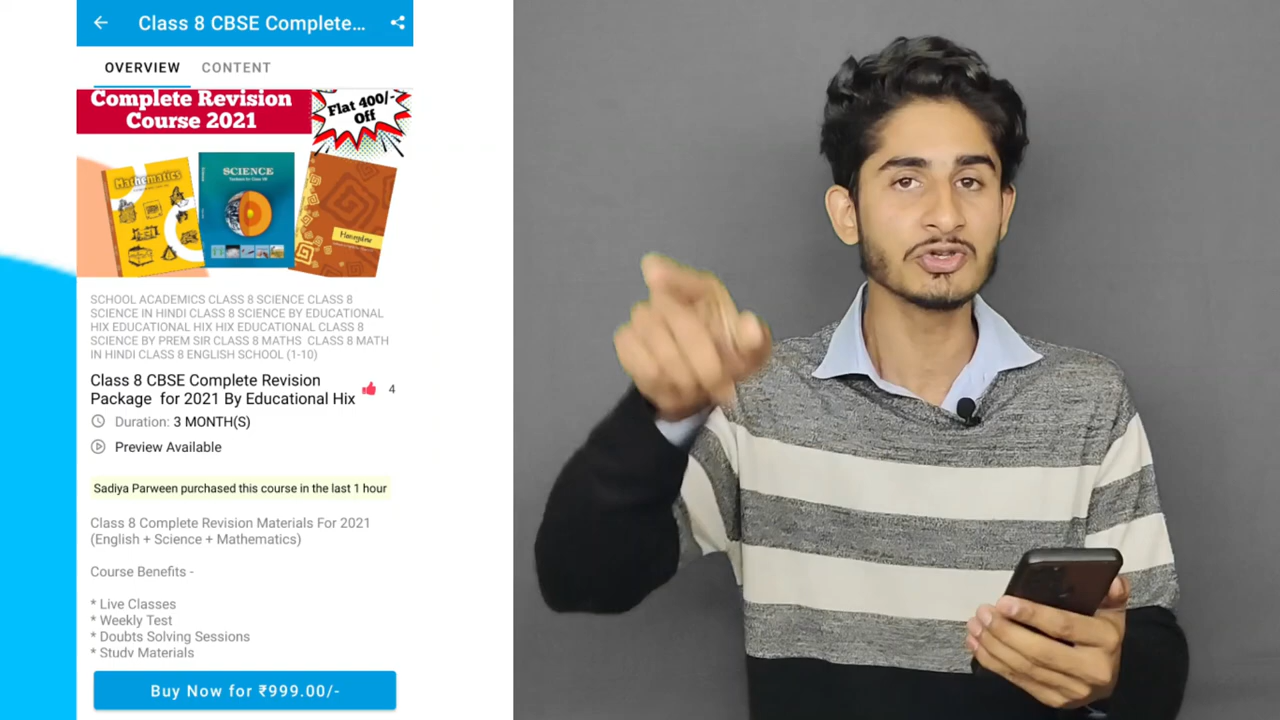 Class 8 CBSE Complete...
OVERVIEW CONTENT
Complete Revision
Course 2021
Flat 400/-
Off
Mathematics
SCIENCE
Textbook for Class VIII
Honeydew
SCHOOL ACADEMICS CLASS 8 SCIENCE CLASS 8
SCIENCE IN HINDI CLASS 8 SCIENCE BY EDUCATIONAL
HIX EDUCATIONAL HIX HIX EDUCATIONAL CLASS 8
SCIENCE BY PREM SIR CLASS 8 MATHS CLASS 8 MATH
IN HINDI CLASS 8 ENGLISH SCHOOL (1-10)
Class 8 CBSE Complete Revision
Package for 2021 By Educational Hix
4
Duration: 3 MONTH(S)
Preview Available
Sadiya Parween purchased this course in the last 1 hour
Class 8 Complete Revision Materials For 2021
(English + Science + Mathematics)
Course Benefits -
* Live Classes
* Weekly Test
* Doubts Solving Sessions
* Study Materials
Buy Now for ₹999.00/-